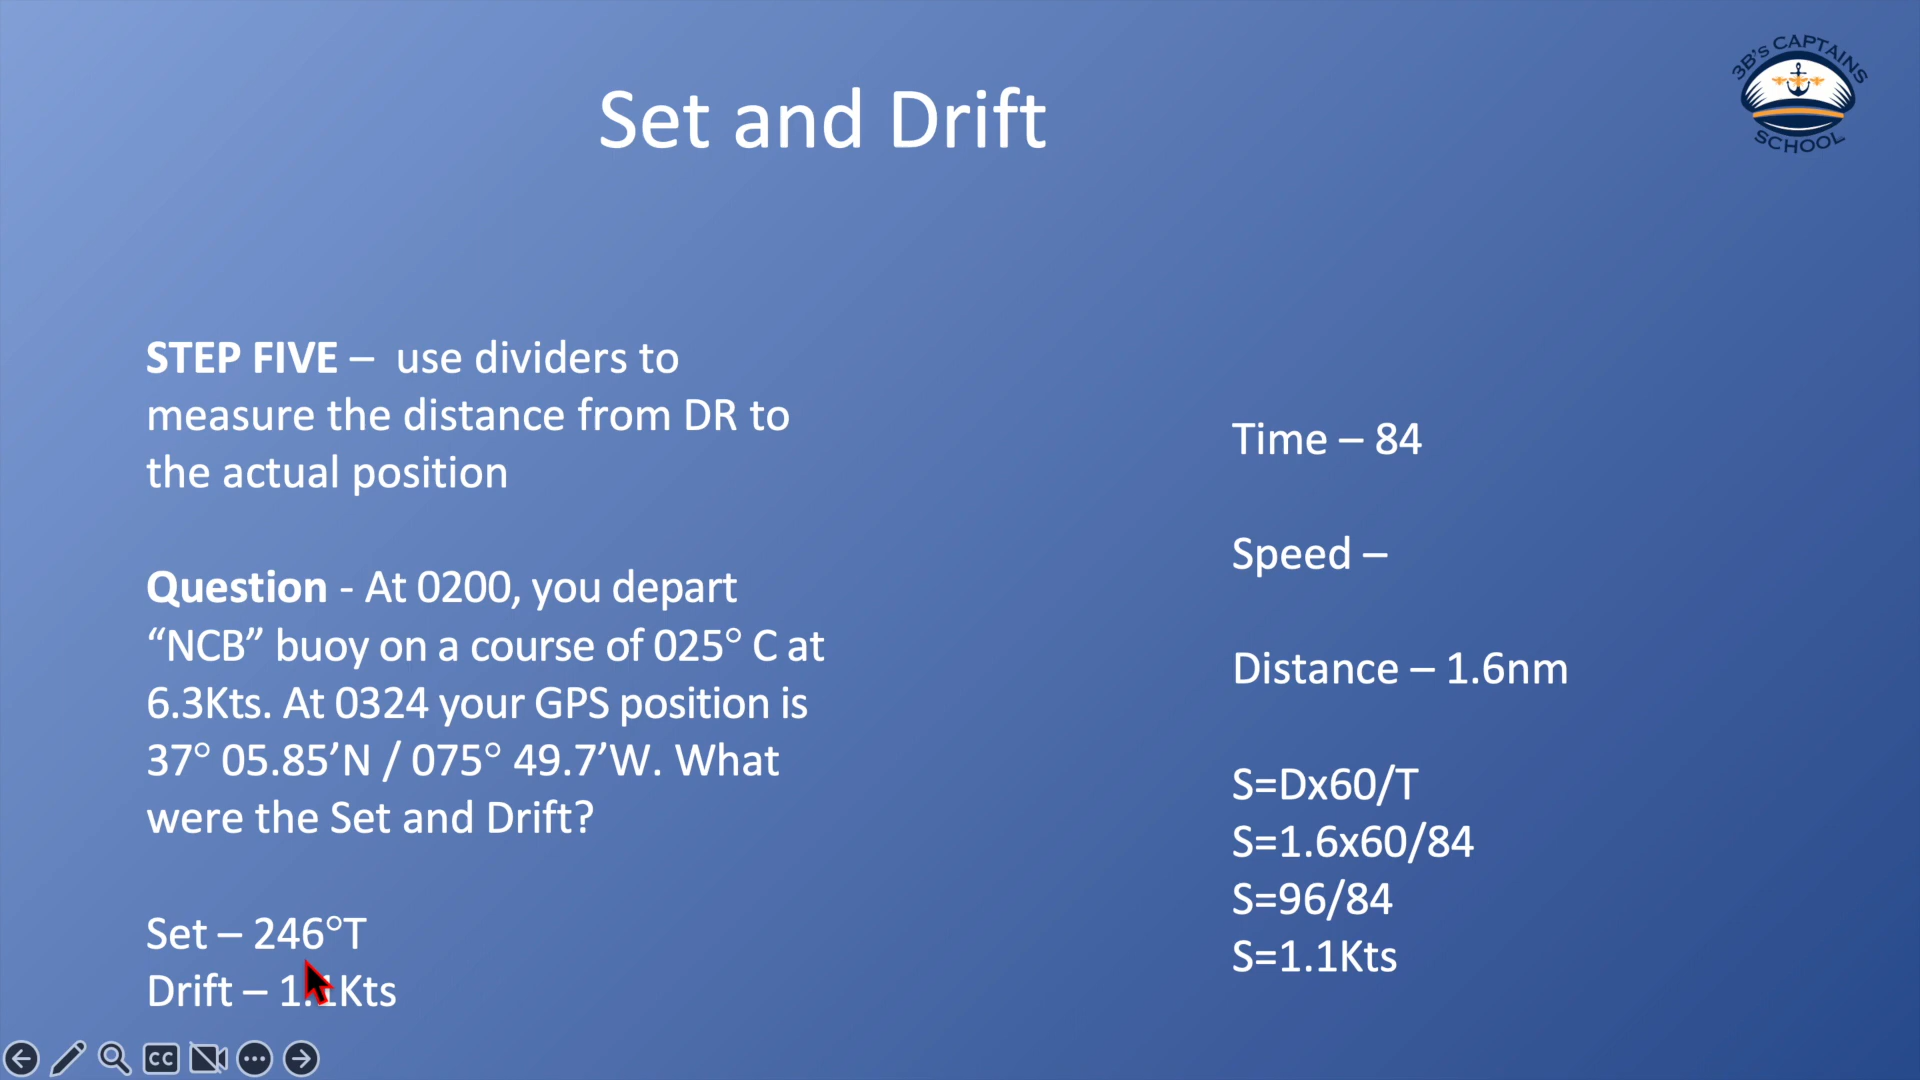 3B's CAPTAINS
SCHOOL
Set and Drift
STEP FIVE – use dividers to
measure the distance from DR to
the actual position
Question - At 0200, you depart
“NCB” buoy on a course of 025° C at
6.3Kts. At 0324 your GPS position is
37° 05.85’N / 075° 49.7’W. What
were the Set and Drift?
Set – 246°T
Drift – 1.1Kts
Time – 84
Speed –
Distance – 1.6nm
S=Dx60/T
S=1.6x60/84
S=96/84
S=1.1Kts
CC